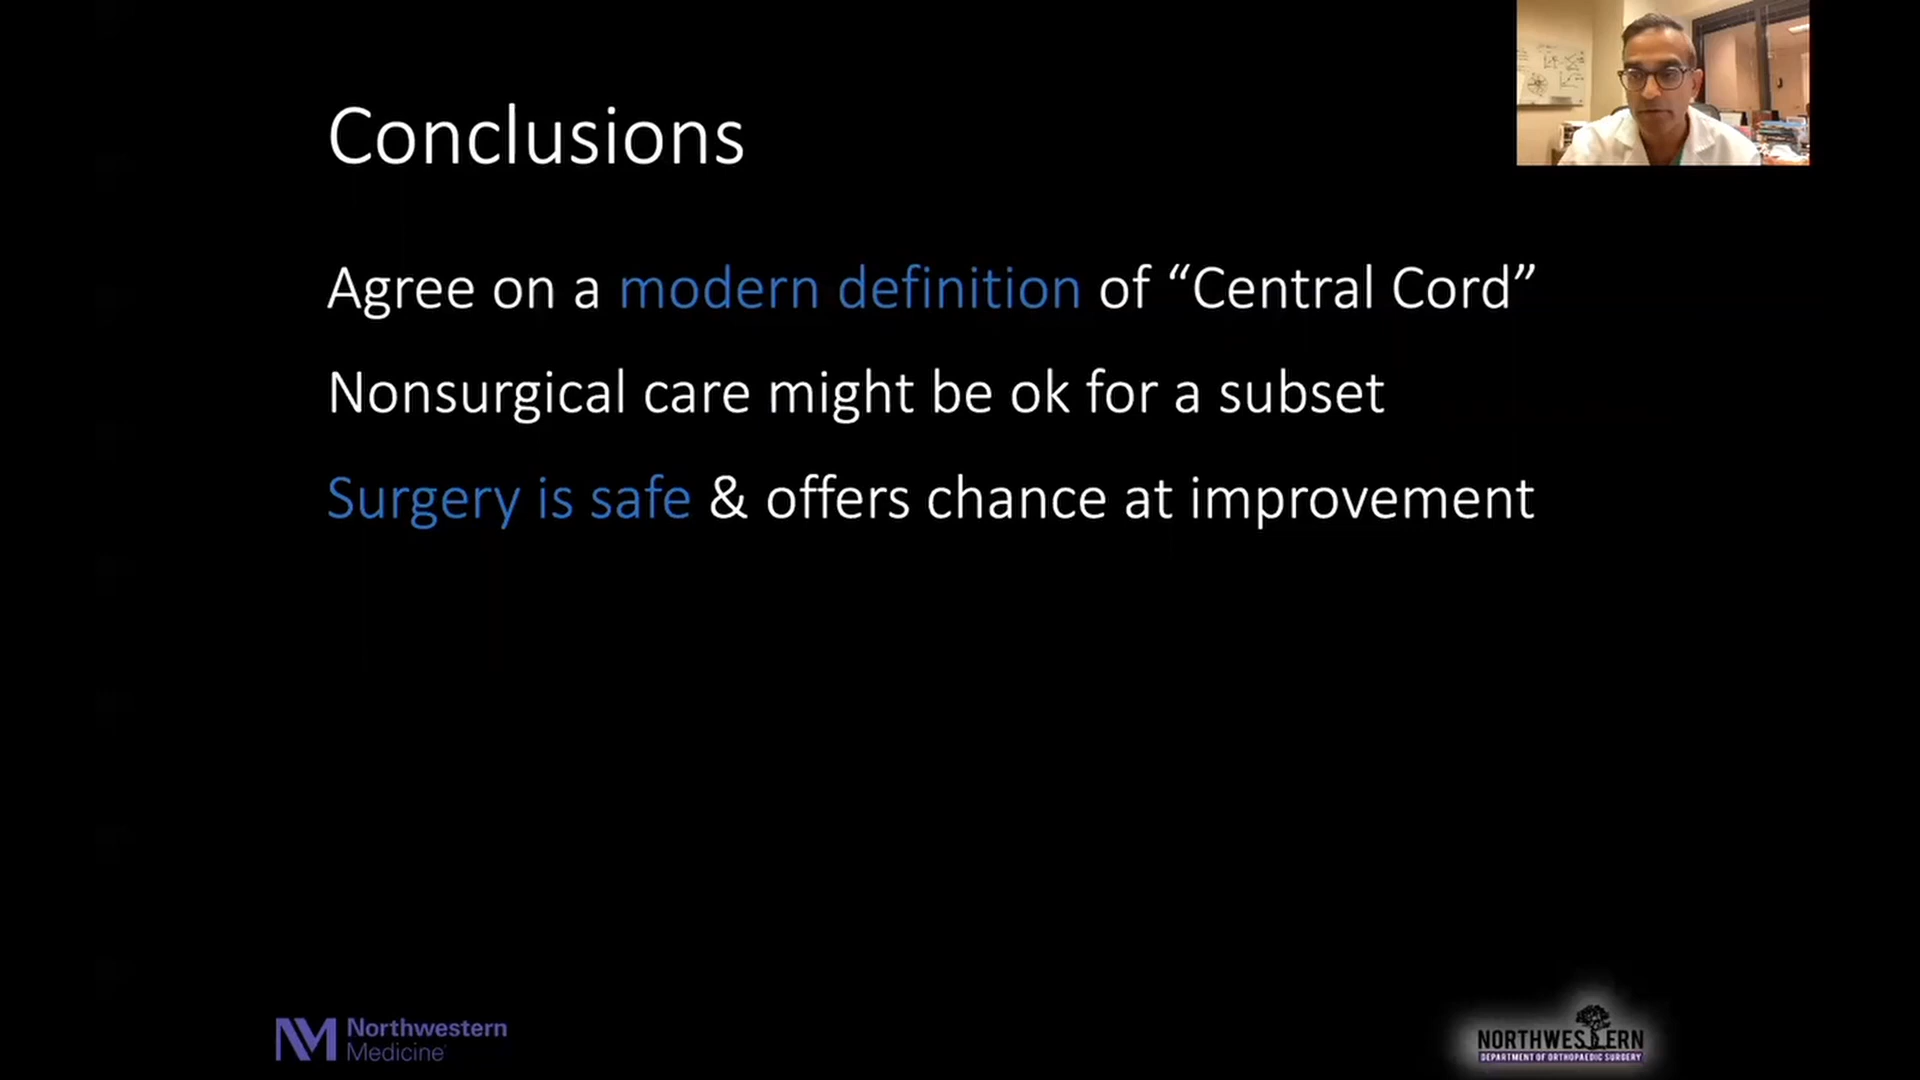 Conclusions
Agree on a modern definition of “Central Cord”
Nonsurgical care might be ok for a subset
Surgery is safe & offers chance at improvement
NM Northwestern
Medicine
NORTHWESTERN
DEPARTMENT OF ORTHOPAEDIC SURGERY